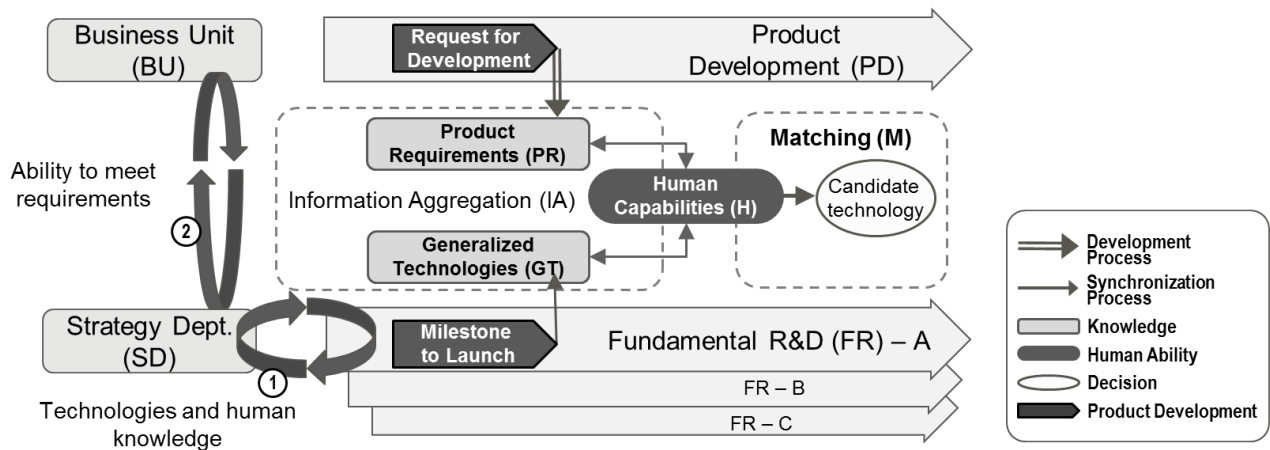 Business Unit
(BU)
Request for
Development
Product
Development (PD)
Product
Requirements (PR)
Matching (M)
Ability to meet
requirements
Information Aggregation (IA)
Human
Capabilities (H)
Candidate
technology
2
Generalized
Technologies (GT)
Strategy Dept.
(SD)
Milestone
to Launch
Fundamental R&D (FR) – A
1
FR – B
Technologies and human
knowledge
FR – C
Development
Process
Synchronization
Process
Knowledge
Human Ability
Decision
Product Development